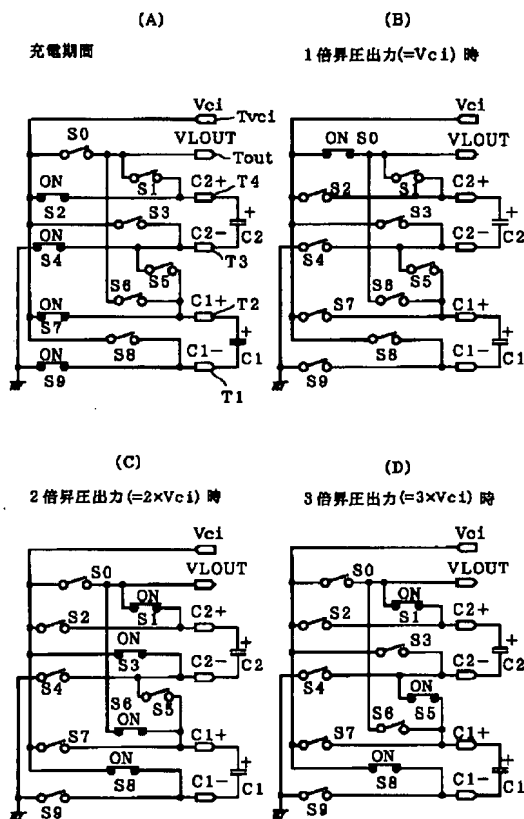 (A)
充電期間
Vci
Tvci
S0
VLOUT
Tout
ON
S1
C2+
T4
S2
S3
+
C2
ON
C2-
S4
T3
S5
S6
C1+
T2
ON
S7
+
C1
S8
ON
C1-
S9
T1
(B)
1倍昇圧出力(=Vci)時
Vci
ON
S0
VLOUT
S1
C2+
S2
S3
+
C2
C2-
S4
S5
S6
C1+
S7
+
C1
S8
C1-
S9
(C)
2倍昇圧出力(=2×Vci)時
Vci
S0
VLOUT
ON
S1
C2+
S2
ON
S3
+
C2
C2-
S4
S5
S6
ON
C1+
S7
+
C1
ON
S8
C1-
S9
(D)
3倍昇圧出力(=3×Vci)時
Vci
S0
VLOUT
ON
S1
C2+
S2
S3
+
C2
C2-
S4
ON
S5
S6
C1+
S7
+
C1
ON
S8
C1-
S9